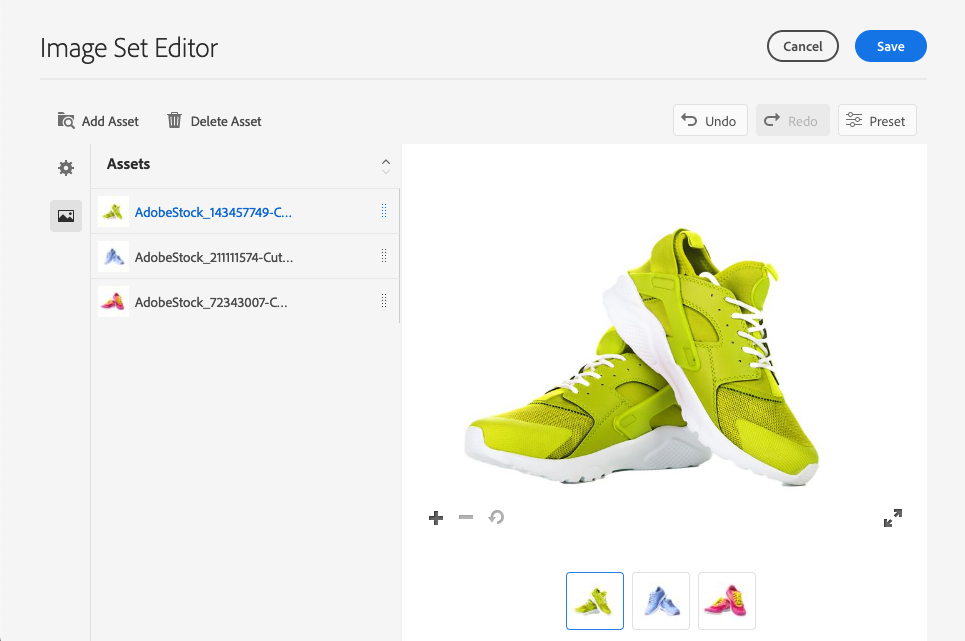 Image Set Editor
Cancel
Save
Add Asset
Delete Asset
Undo
Redo
Preset
Assets
AdobeStock_143457749-C...
AdobeStock_211111574-Cut...
AdobeStock_72343007-C...